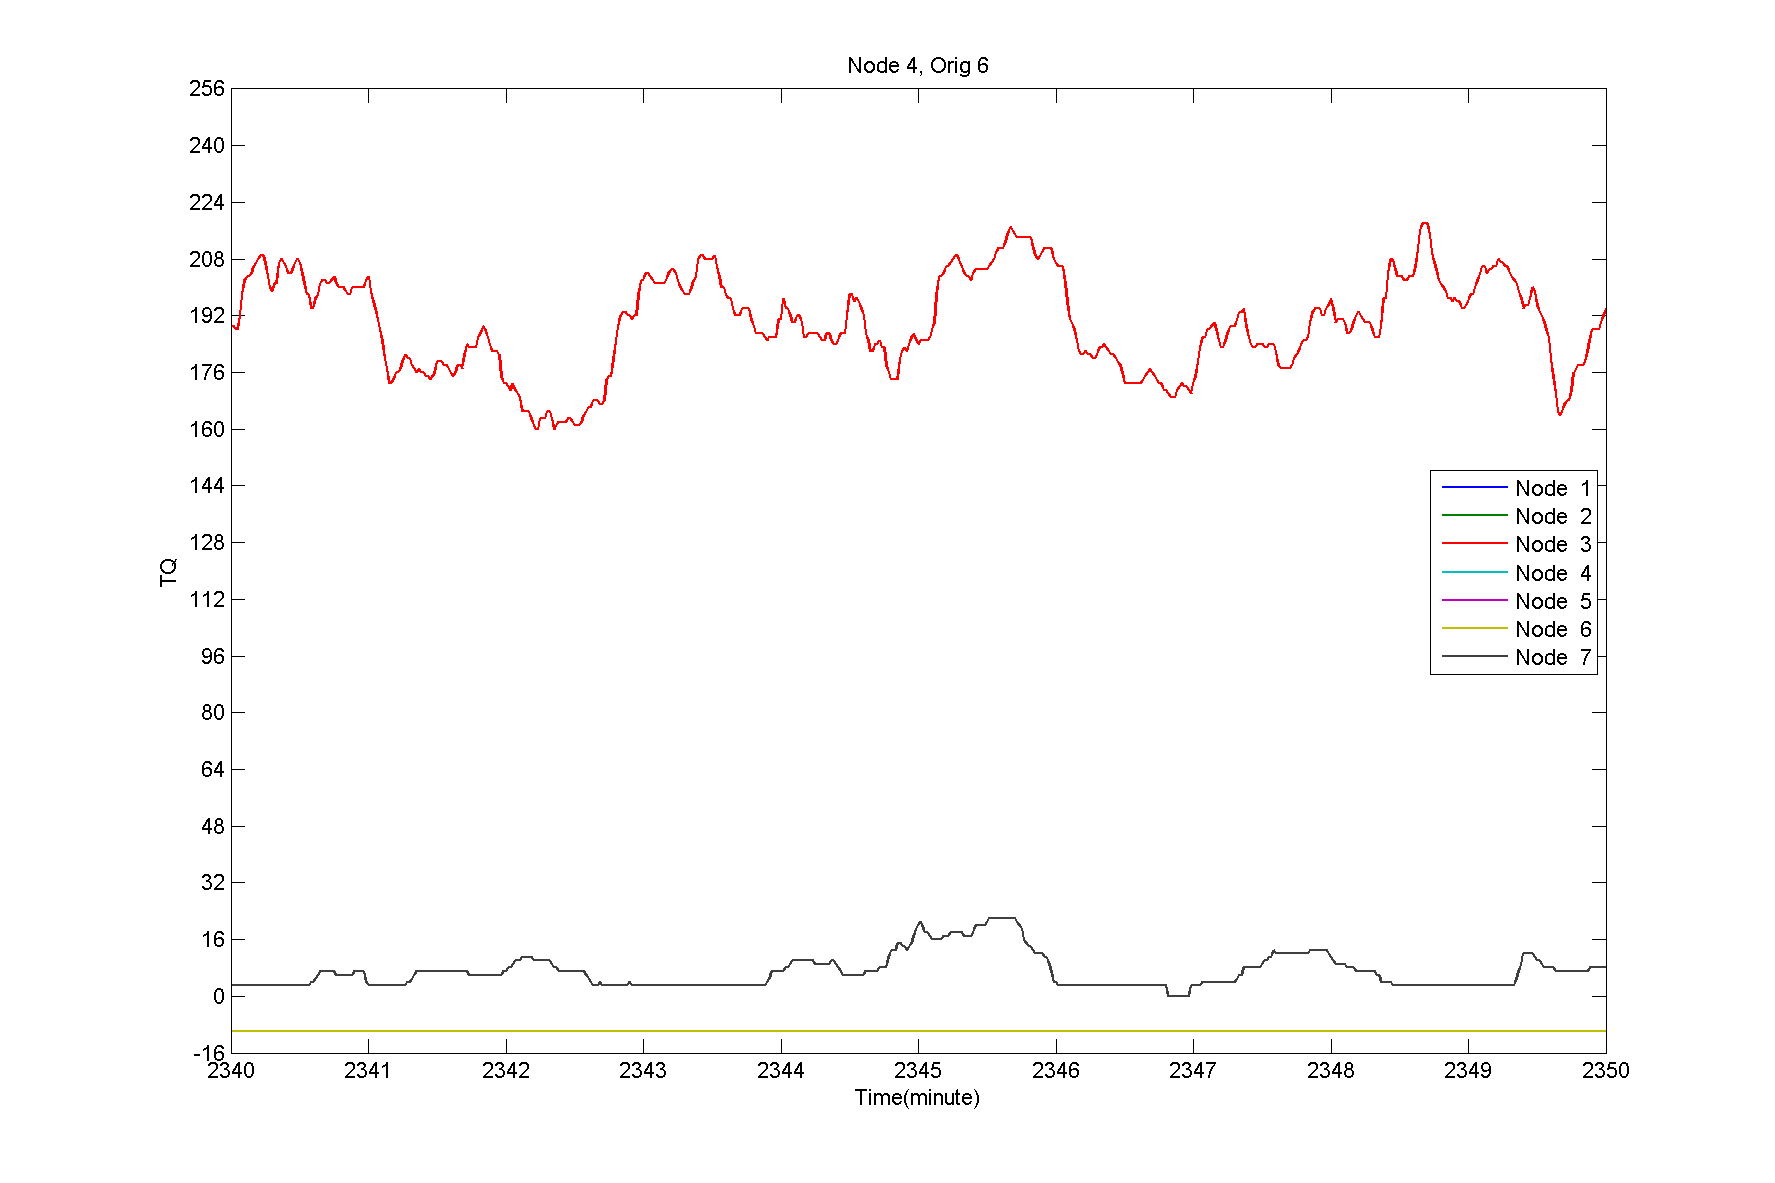 Node 4, Orig 6
256
240
224
208
192
176
160
144
128
112
96
80
64
48
32
16
0
-16
TQ
Node 1
Node 2
Node 3
Node 4
Node 5
Node 6
Node 7
2340 2341 2342 2343 2344 2345 2346 2347 2348 2349 2350
Time(minute)